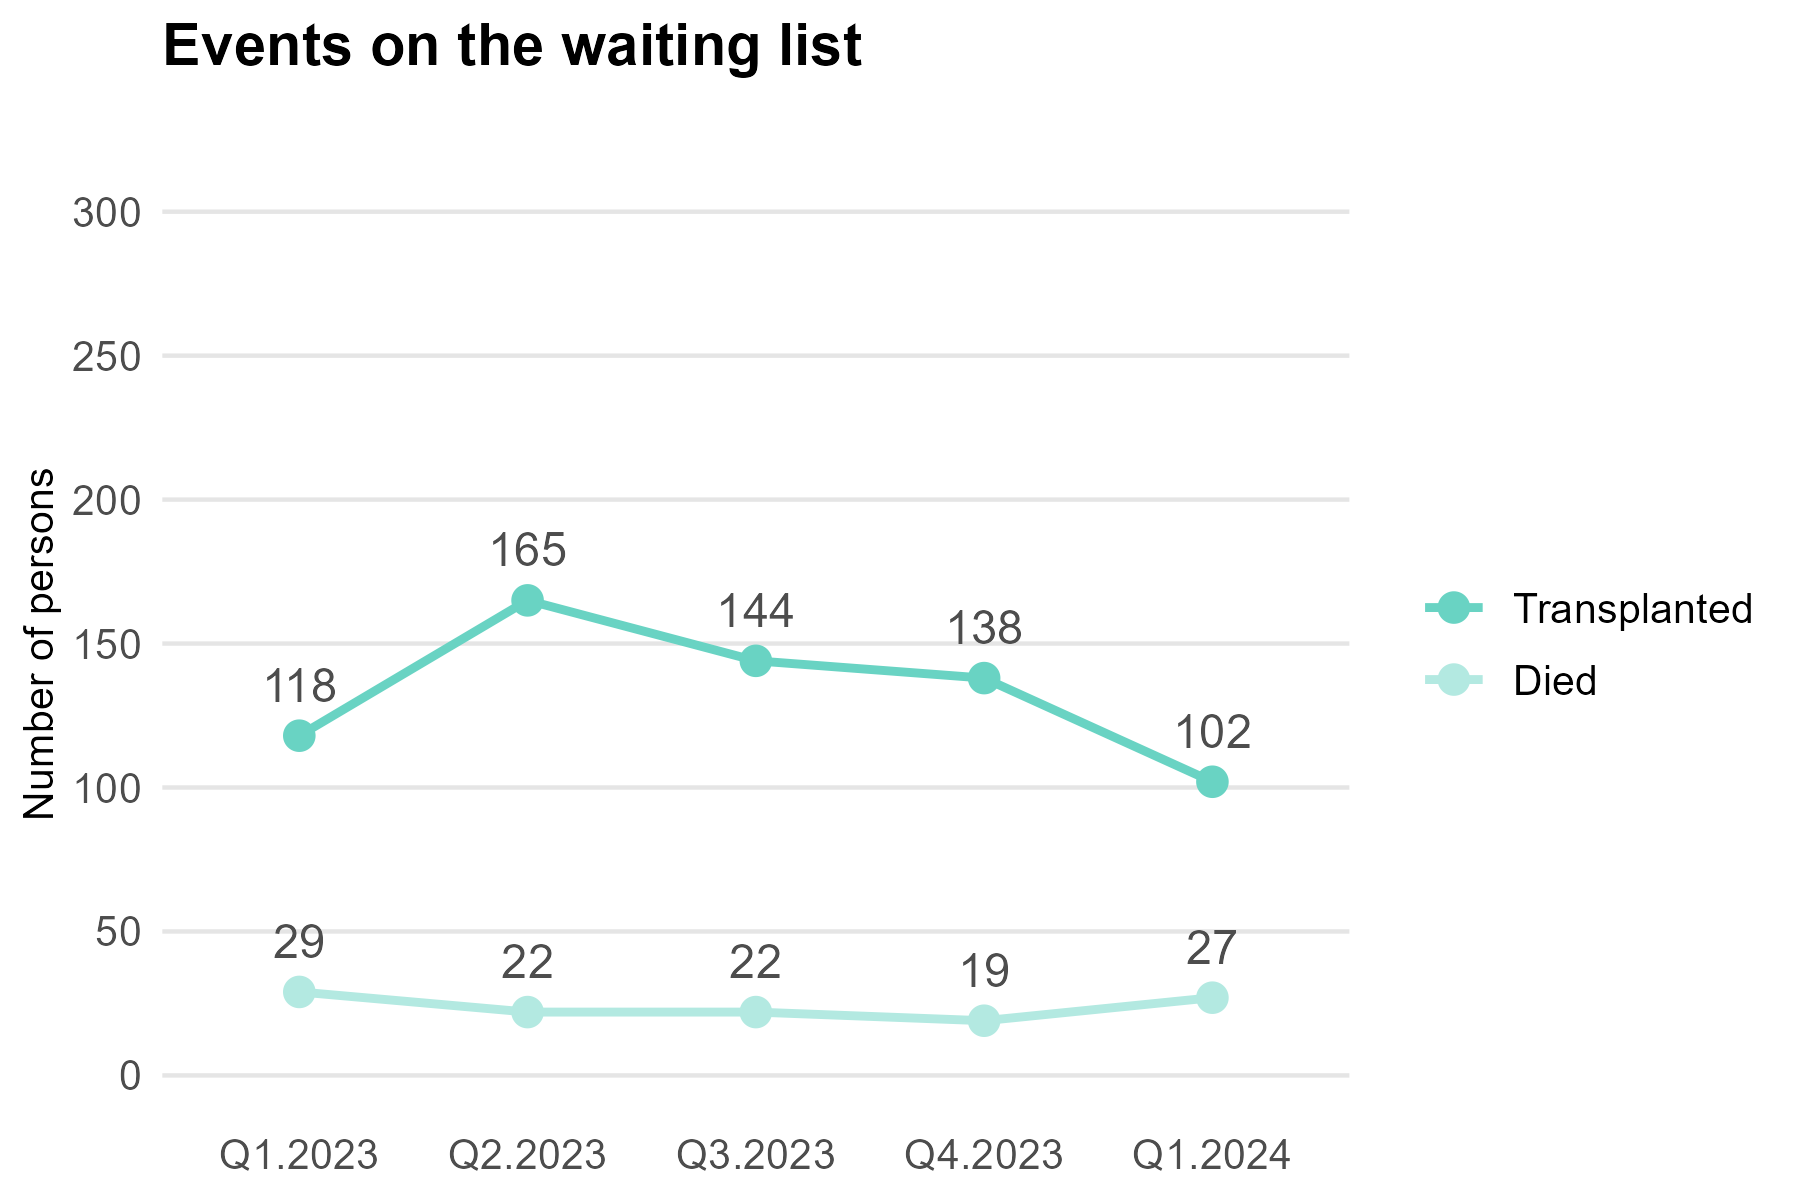 Events on the waiting list
Number of persons
300
250
200
150
100
50
0
118
165
144
138
102
29
22
22
19
27
Q1.2023
Q2.2023
Q3.2023
Q4.2023
Q1.2024
Transplanted
Died